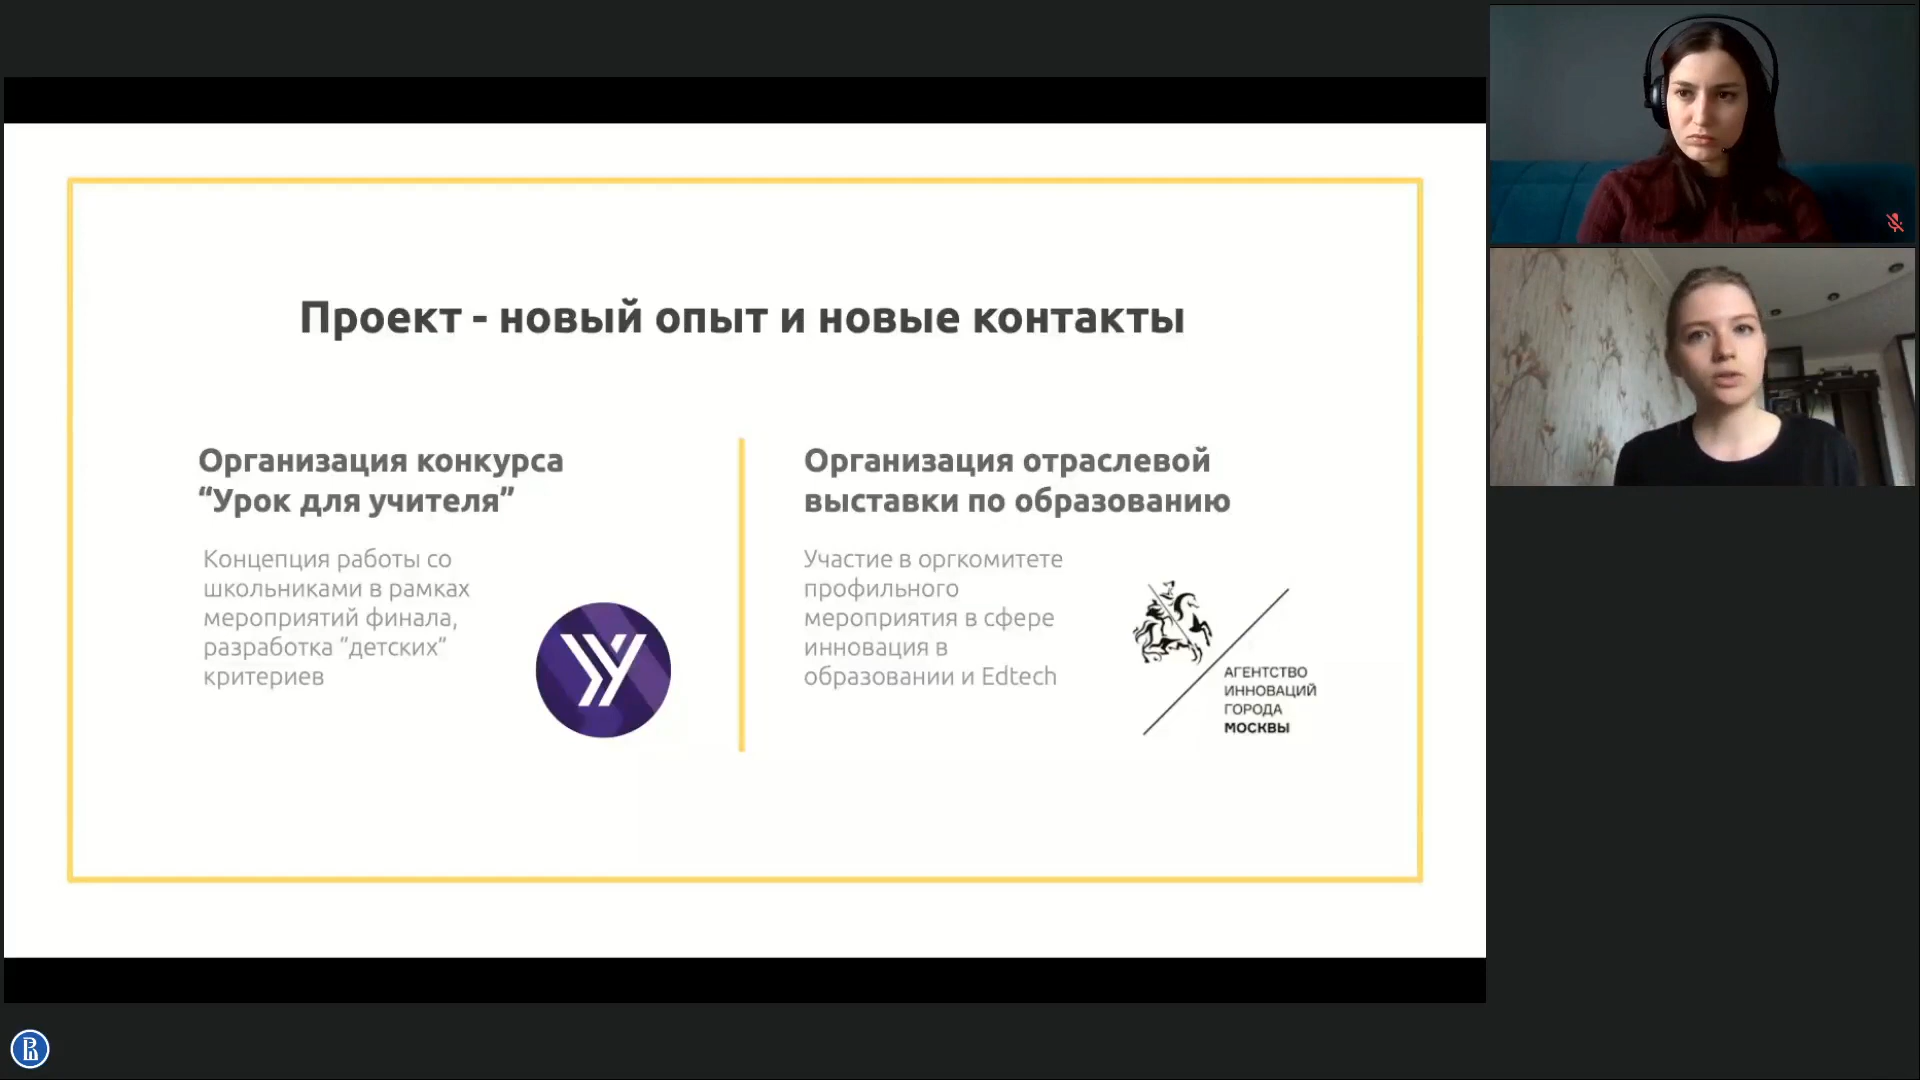 Проект - новый опыт и новые контакты
Организация конкурса
“Урок для учителя”
Концепция работы со
школьниками в рамках
мероприятий финала,
разработка “детских”
критериев
Организация отраслевой
выставки по образованию
Участие в оргкомитете
профильного
мероприятия в сфере
инновация в
образовании и Edtech
АГЕНТСТВО
ИННОВАЦИЙ
ГОРОДА
МОСКВЫ